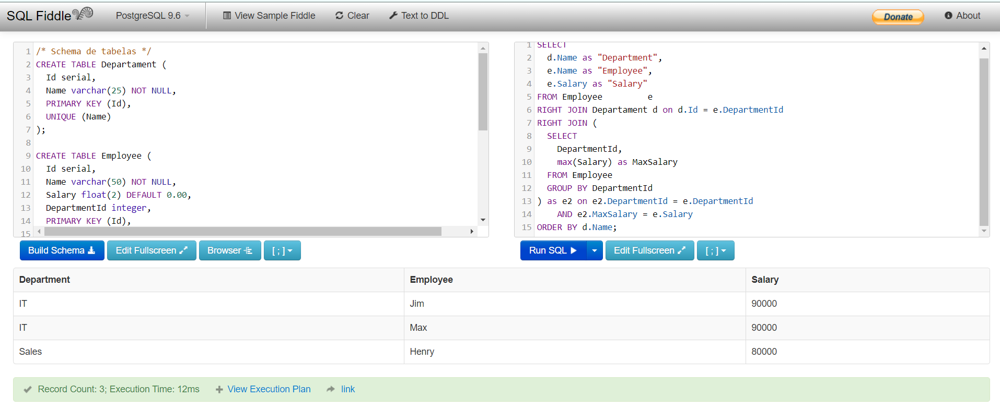 SQL Fiddle PostgreSQL 9.6 View Sample Fiddle Clear Text to DDL Donate About
1 /* Schema de tabelas */
2 CREATE TABLE Departament (
3 Id serial,
4 Name varchar(25) NOT NULL,
5 PRIMARY KEY (Id),
6 UNIQUE (Name)
7 );
8
9 CREATE TABLE Employee (
10 Id serial,
11 Name varchar(50) NOT NULL,
12 Salary float(2) DEFAULT 0.00,
13 DepartmentId integer,
14 PRIMARY KEY (Id),
15
1 SELECT
2 d.Name as "Department",
3 e.Name as "Employee",
4 e.Salary as "Salary"
5 FROM Employee e
6 RIGHT JOIN Departament d on d.Id = e.DepartmentId
7 RIGHT JOIN (
8 SELECT
9 DepartmentId,
10 max(Salary) as MaxSalary
11 FROM Employee
12 GROUP BY DepartmentId
13 ) as e2 on e2.DepartmentId = e.DepartmentId
14 AND e2.MaxSalary = e.Salary
15 ORDER BY d.Name;
Build Schema Edit Fullscreen Browser [ ; ]
Run SQL Edit Fullscreen [ ; ]
Department Employee Salary
IT Jim 90000
IT Max 90000
Sales Henry 80000
Record Count: 3; Execution Time: 12ms View Execution Plan link